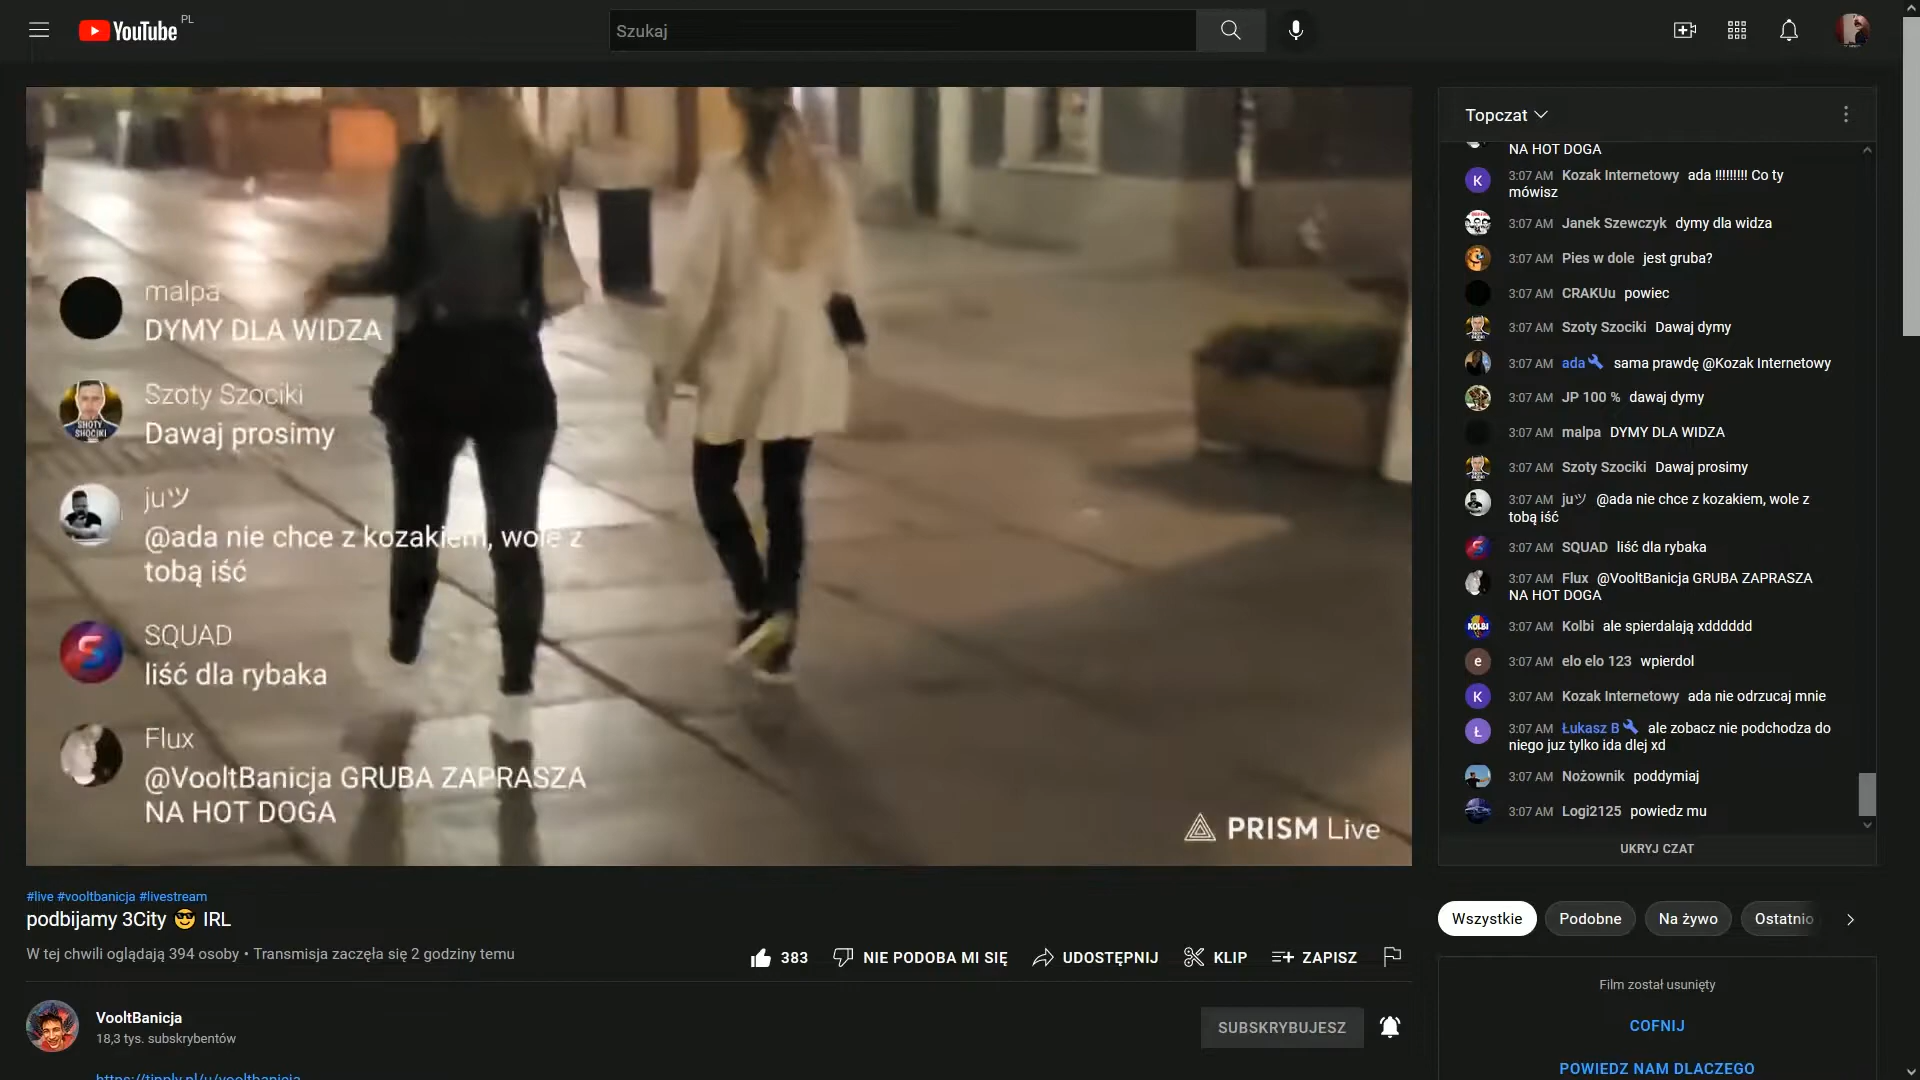 YouTube PL
Szukaj
malpa
DYMY DLA WIDZA
Szoty Szociki
Dawaj prosimy
juツ
@ada nie chce z kozakiem, wole z
tobą iść
SQUAD
liść dla rybaka
Flux
@VooltBanicja GRUBA ZAPRASZA
NA HOT DOGA
SHOTY
SHOCIKI
PRISM Live
Topczat
NA HOT DOGA
K 3:07 AM Kozak Internetowy ada !!!!!!!!! Co ty
mówisz
3:07 AM Janek Szewczyk dymy dla widza
3:07 AM Pies w dole jest gruba?
3:07 AM CRAKUu powiec
3:07 AM Szoty Szociki Dawaj dymy
3:07 AM ada sama prawdę @Kozak Internetowy
3:07 AM JP 100 % dawaj dymy
3:07 AM malpa DYMY DLA WIDZA
3:07 AM Szoty Szociki Dawaj prosimy
3:07 AM juツ @ada nie chce z kozakiem, wole z
tobą iść
3:07 AM SQUAD liść dla rybaka
3:07 AM Flux @VooltBanicja GRUBA ZAPRASZA
NA HOT DOGA
KOLBI 3:07 AM Kolbi ale spierdalają xdddddd
e 3:07 AM elo elo 123 wpierdol
K 3:07 AM Kozak Internetowy ada nie odrzucaj mnie
Ł 3:07 AM Łukasz B ale zobacz nie podchodza do
niego juz tylko ida dlej xd
3:07 AM Nożownik poddymiaj
3:07 AM Logi2125 powiedz mu
UKRYJ CZAT
#live #vooltbanicja #livestream
podbijamy 3City 😎 IRL
W tej chwili oglądają 394 osoby • Transmisja zaczęła się 2 godziny temu
383 NIE PODOBA MI SIĘ UDOSTĘPNIJ KLIP ZAPISZ
VooltBanicja
18,3 tys. subskrybentów
SUBSKRYBUJESZ
https://tipply.pl/u/vooltbanicja
Wszystkie Podobne Na żywo Ostatnio
Film został usunięty
COFNIJ
POWIEDZ NAM DLACZEGO